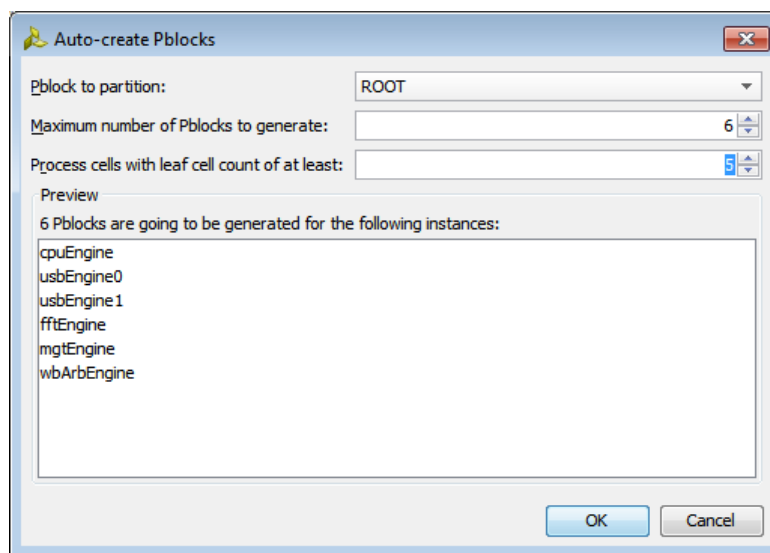 Auto-create Pblocks
Pblock to partition: ROOT
Maximum number of Pblocks to generate: 6
Process cells with leaf cell count of at least: 5
Preview
6 Pblocks are going to be generated for the following instances:
cpuEngine
usbEngine0
usbEngine1
fftEngine
mgtEngine
wbArbEngine
OK Cancel